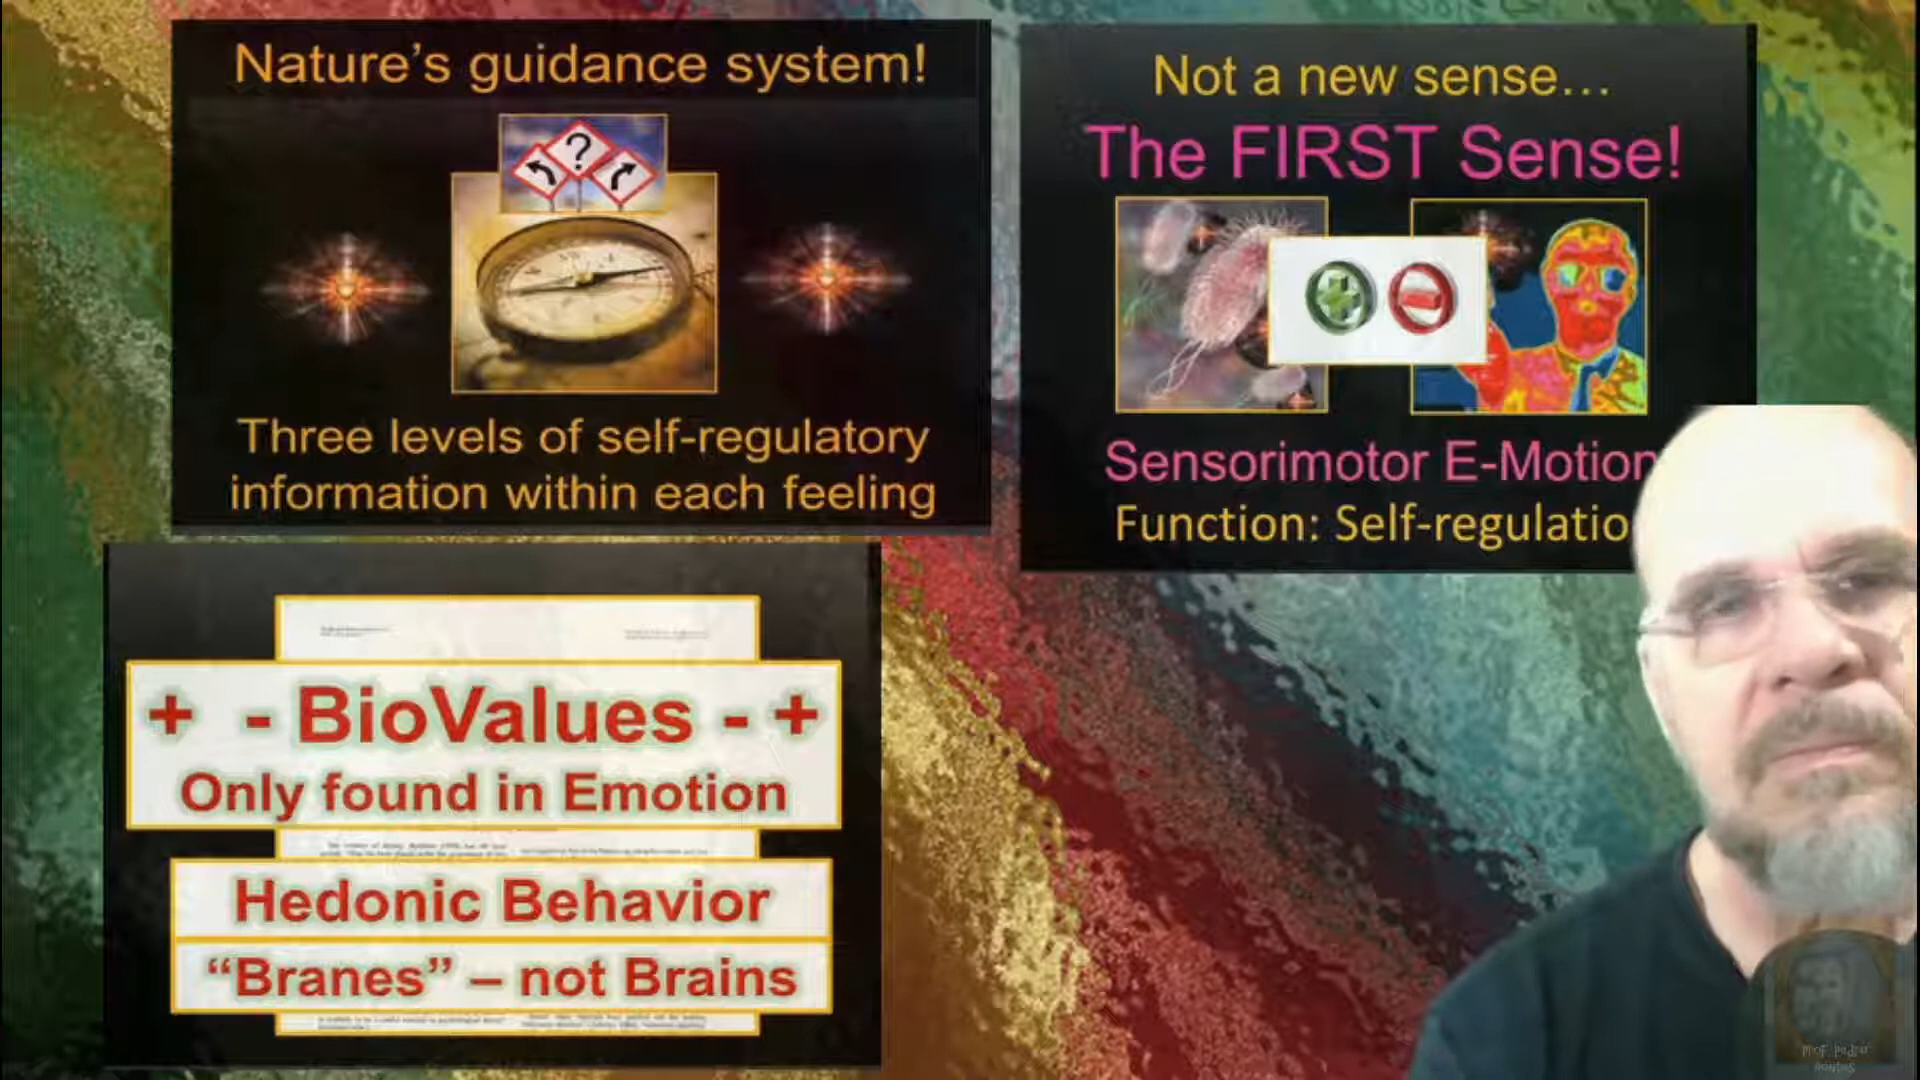 Nature's guidance system!
?
Three levels of self-regulatory
information within each feeling
Not a new sense...
The FIRST Sense!
Sensorimotor E-Motion
Function: Self-regulatio
+ - BioValues - +
Only found in Emotion
Hedonic Behavior
“Branes” – not Brains